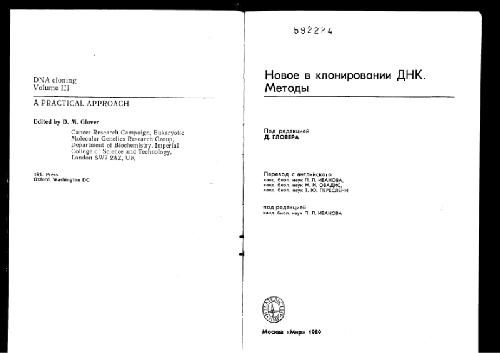 DNA cloning
Volume III
A PRACTICAL APPROACH
Edited by D. M. Glover
Cancer Research Campaign, Eukaryotic
Molecular Genetics Research Group,
Department of Biochemistry, Imperial
College of Science and Technology,
London SW7 2AZ, UK
IRL Press
Oxford Washington DC
592224
Новое в клонировании ДНК.
Методы
Под редакцией
Д. ГЛОВЕРА
Перевод с английского
канд. биол. наук П. Л. ИВАНОВА,
канд. биол. наук
канд. биол. наук
под редакцией
канд. биол. наук П. Л. ИВАНОВА
Москва «Мир» 1989